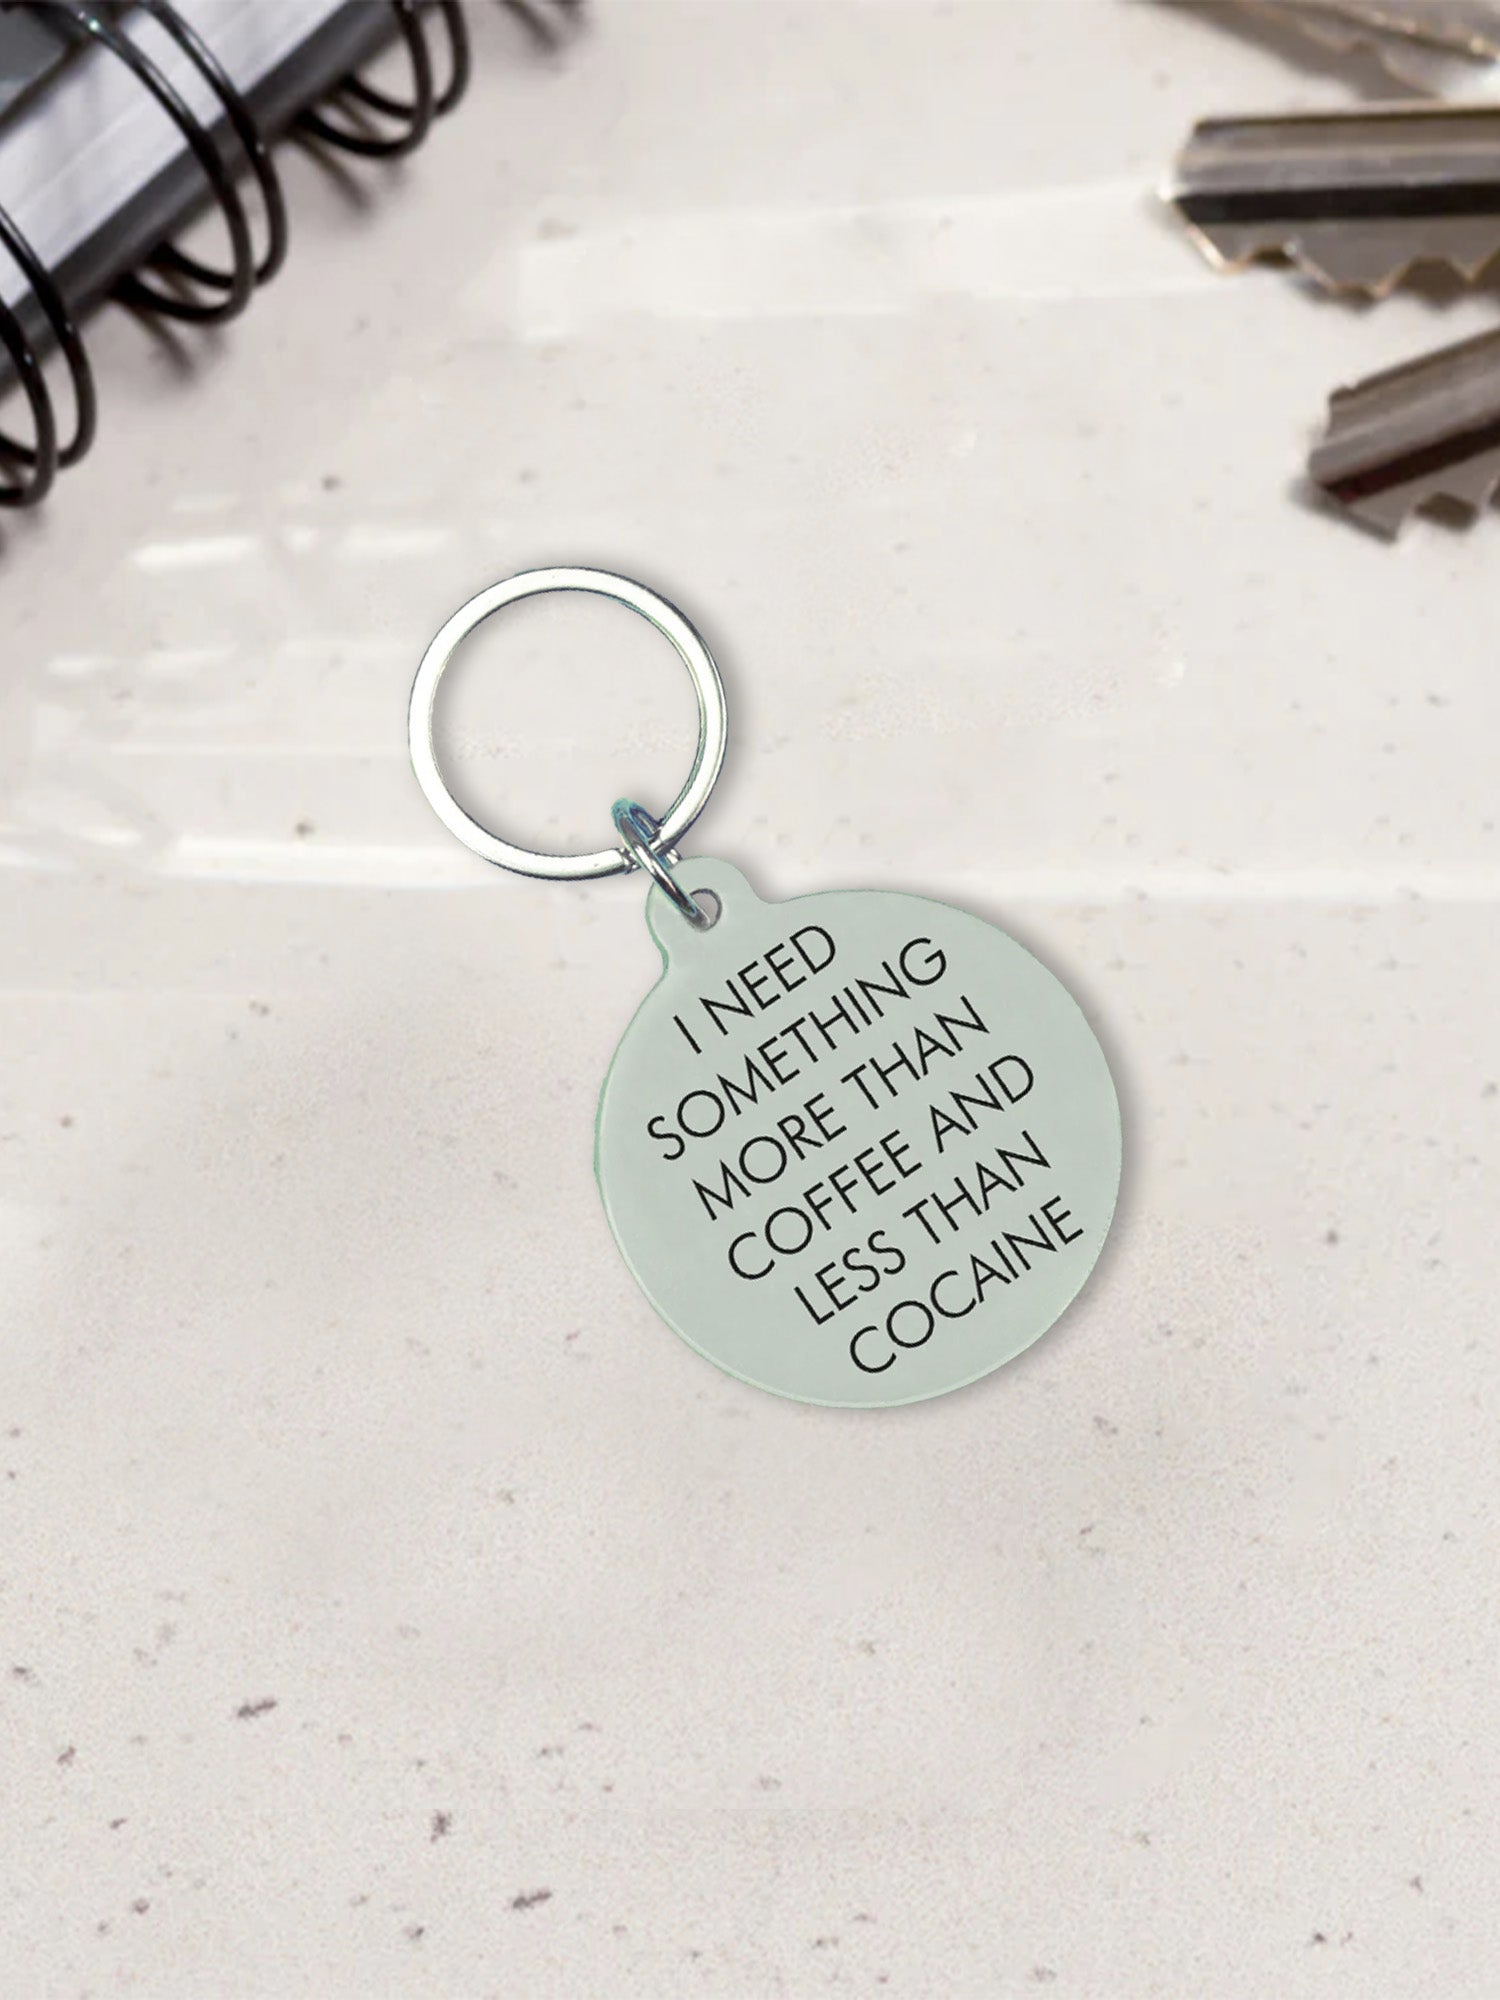 I NEED
SOMETHING
MORE THAN
COFFEE AND
LESS THAN
COCAINE